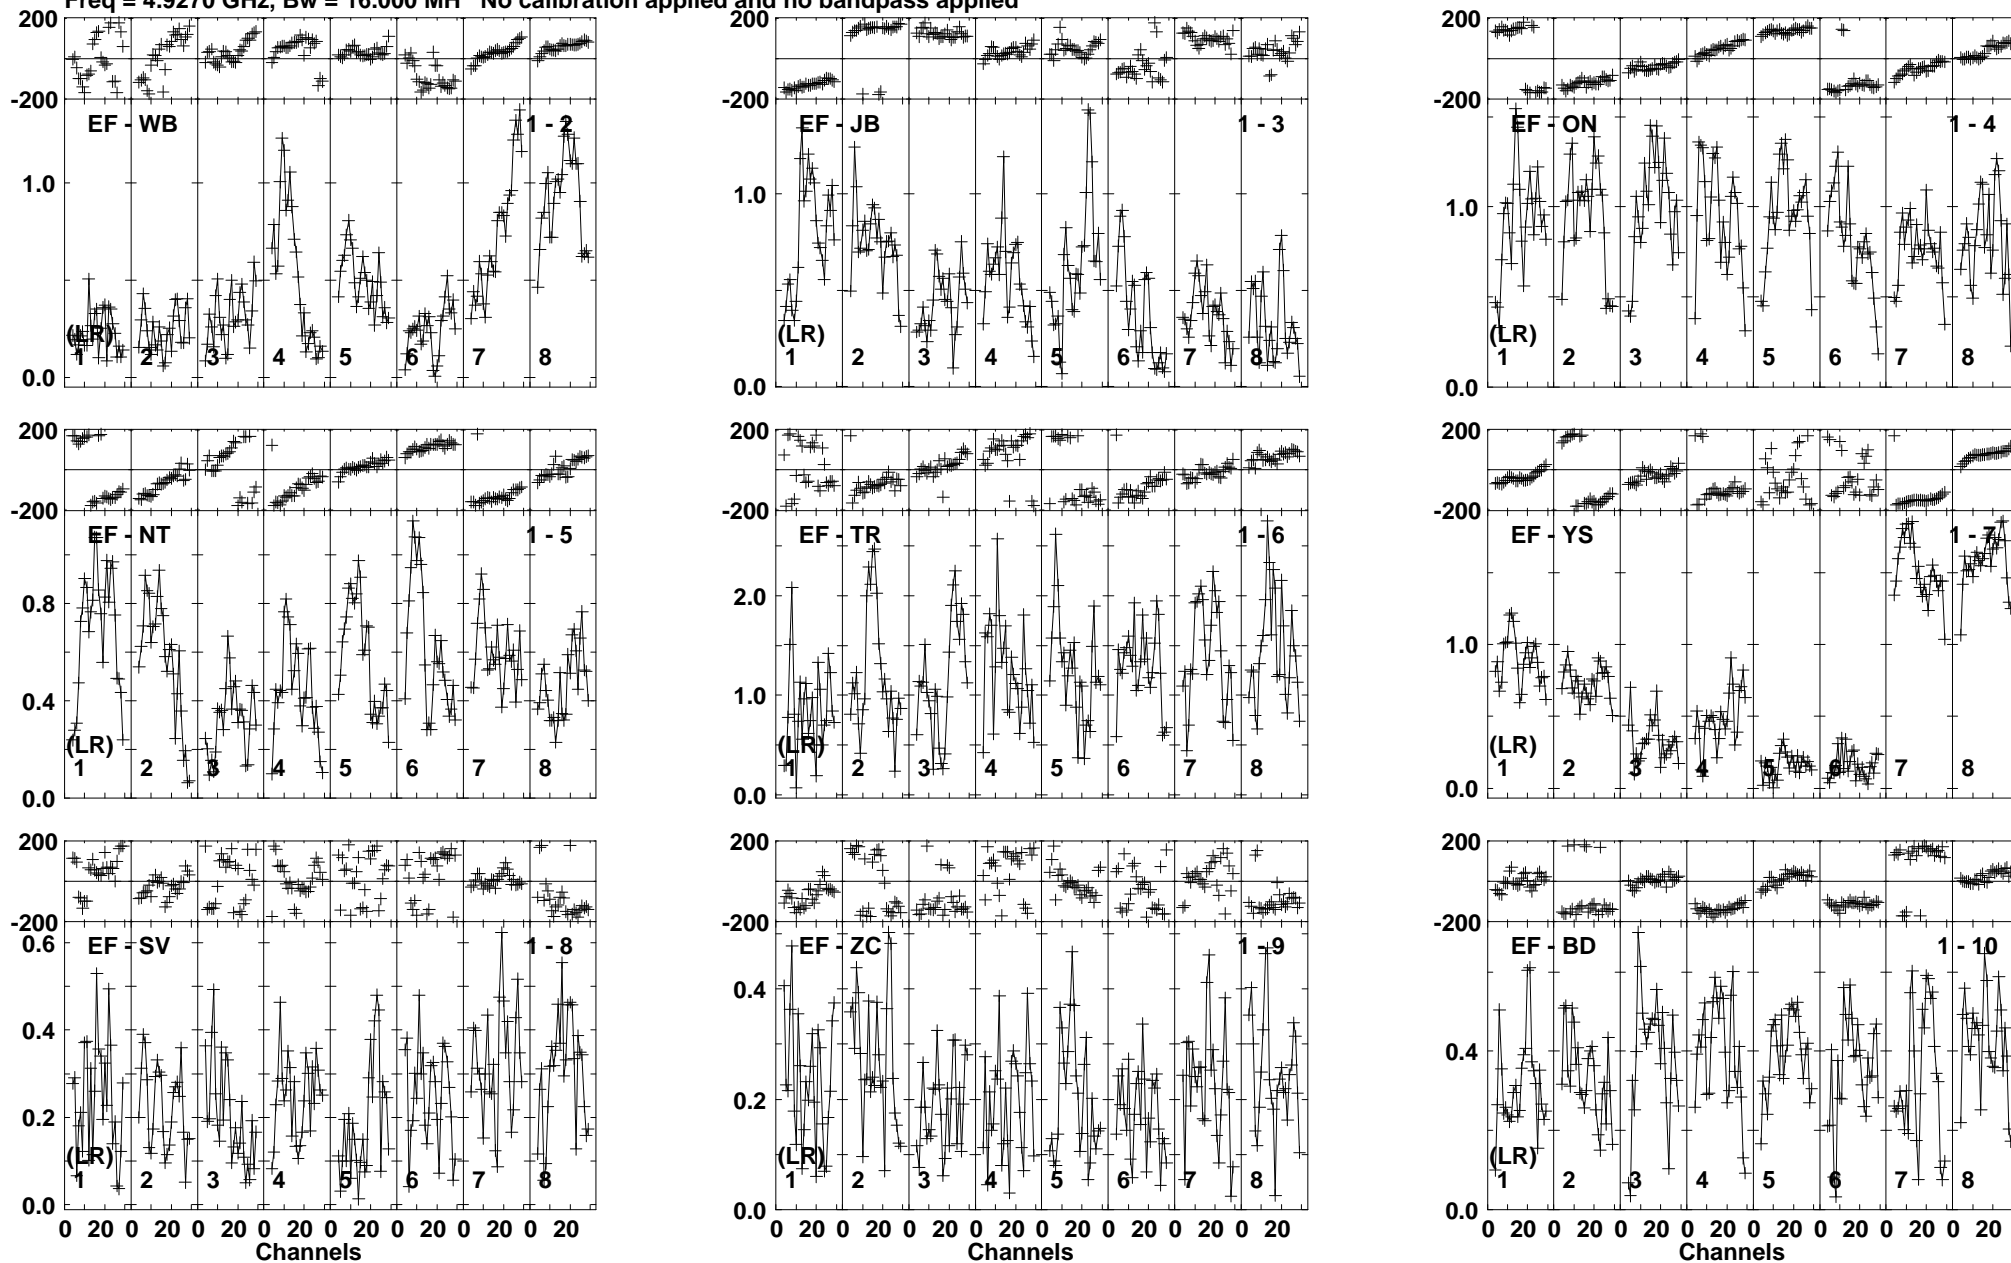 Freq = 4.9270 GHz, Bw = 16.000 MH No calibration applied and no bandpass applied
200
-200
EF - WB 1 - 2
1.0
(LR)
1 2 3 4 5 6 7 8
0.0
200
-200
EF - JB 1 - 3
1.0
(LR)
1 2 3 4 5 6 7 8
0.0
200
-200
EF - ON 1 - 4
1.0
(LR)
1 2 3 4 5 6 7 8
0.0
200
-200
EF - NT 1 - 5
0.8
0.4
(LR)
1 2 3 4 5 6 7 8
0.0
200
-200
EF - TR 1 - 6
2.0
1.0
(LR)
1 2 3 4 5 6 7 8
0.0
200
-200
EF - YS 1 - 7
1.0
(LR)
1 2 3 4 5 6 7 8
0.0
200
-200
EF - SV 1 - 8
0.6
0.4
0.2
(LR)
1 2 3 4 5 6 7 8
0.0
0 20 0 20 0 20 0 20 0 20 0 20 0 20 0 20
Channels
200
-200
EF - ZC 1 - 9
0.4
0.2
(LR)
1 2 3 4 5 6 7 8
0.0
0 20 0 20 0 20 0 20 0 20 0 20 0 20 0 20
Channels
200
-200
EF - BD 1 - 10
0.4
(LR)
1 2 3 4 5 6 7 8
0.0
0 20 0 20 0 20 0 20 0 20 0 20 0 20 0 20
Channels